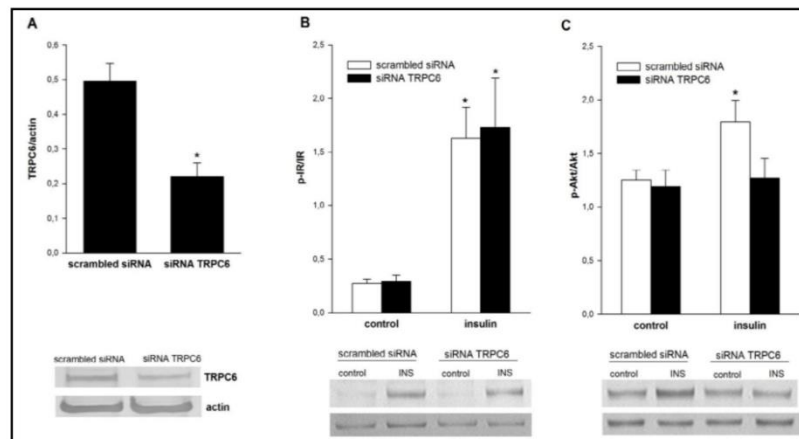 A
0,6
0,5
0,4
0,3
0,2
0,1
0,0
TRPC6/actin
*
scrambled siRNA siRNA TRPC6
scrambled siRNA siRNA TRPC6
TRPC6
actin
B
2,5
2,0
1,5
1,0
0,5
0,0
p-IR/IR
scrambled siRNA
siRNA TRPC6
* *
control insulin
scrambled siRNA siRNA TRPC6
control INS control INS
C
2,5
2,0
1,5
1,0
0,5
0,0
p-Akt/Akt
scrambled siRNA
siRNA TRPC6
*
control insulin
scrambled siRNA siRNA TRPC6
control INS control INS